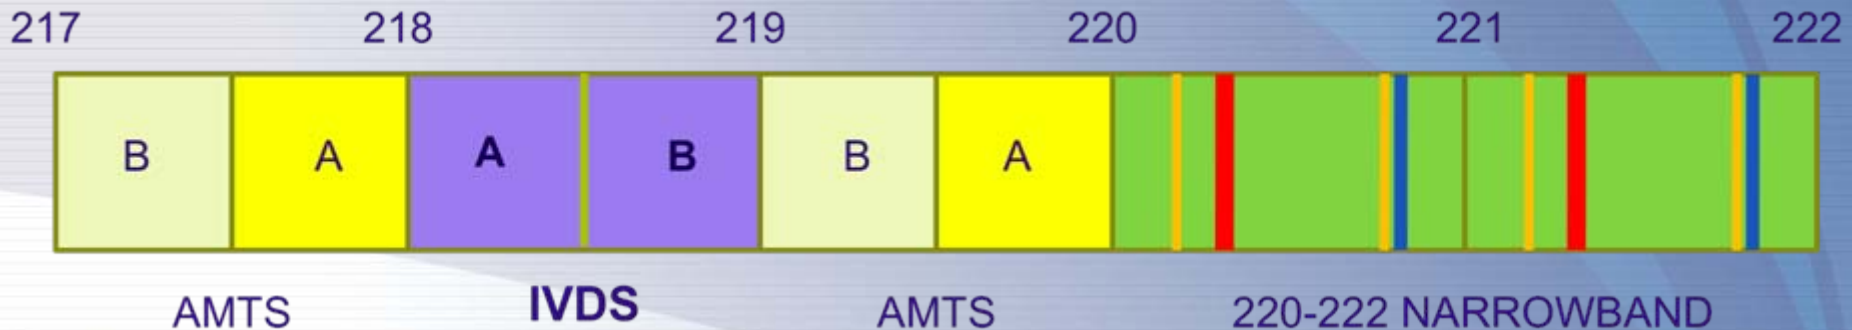 217 218 219 220 221 222
B A A B B A
AMTS IVDS AMTS 220-222 NARROWBAND